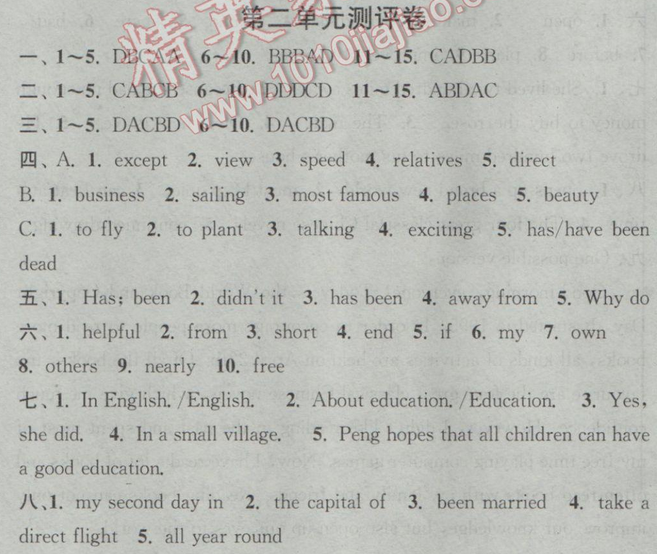 第二单元测评卷
一、1～5. DBCAA 6～10. BBBAD 11～15. CADBB
二、1～5. CABCB 6～10. DDDCD 11～15. ABDAC
三、1～5. DACBD 6～10. DACBD
四、A. 1. except 2. view 3. speed 4. relatives 5. direct
B. 1. business 2. sailing 3. most famous 4. places 5. beauty
C. 1. to fly 2. to plant 3. talking 4. exciting 5. has/have been
dead
五、1. Has; been 2. didn't it 3. has been 4. away from 5. Why do
六、1. helpful 2. from 3. short 4. end 5. if 6. my 7. own
8. others 9. nearly 10. free
七、1. In English. /English. 2. About education. /Education. 3. Yes,
she did. 4. In a small village. 5. Peng hopes that all children can have
a good education.
八、1. my second day in 2. the capital of 3. been married 4. take a
direct flight 5. all year round